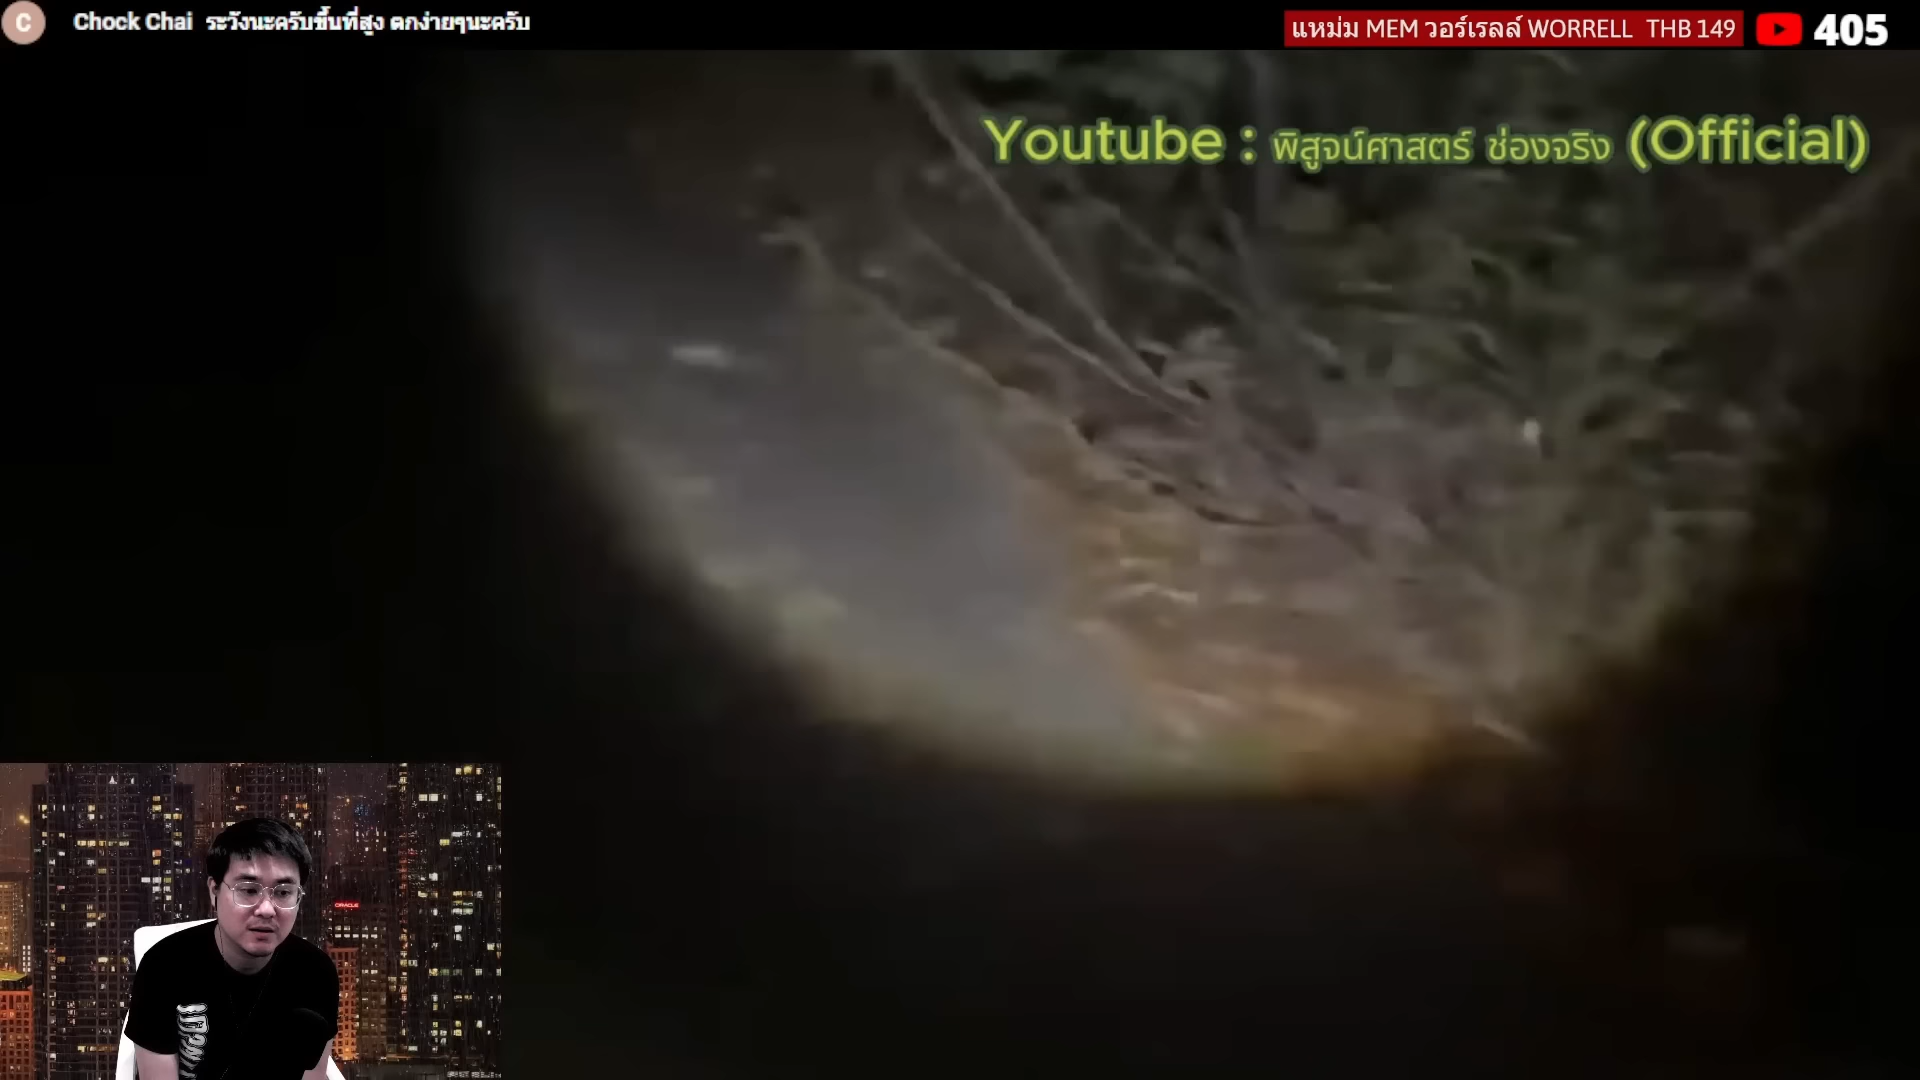 C Chock Chai ระวังนะครับขึ้นที่สูง ตกง่ายๆนะครับ
แหม่ม MEM วอร์เรลล์ WORRELL THB 149 405
Youtube : พิสูจน์ศาสตร์ ช่องจริง (Official)
ORACLE